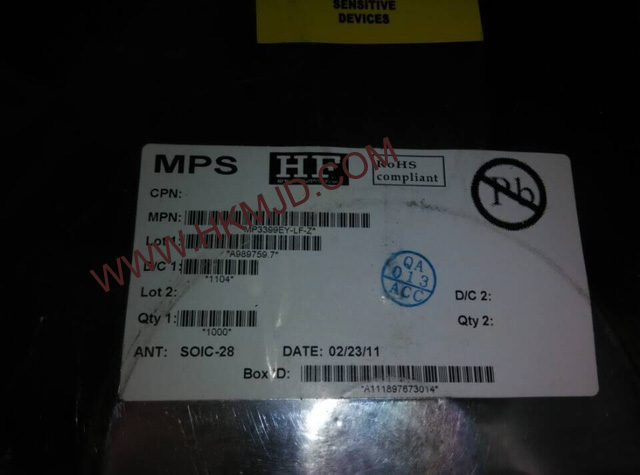 SENSITIVE
DEVICES
MPS
HF
RoHS
compliant
Pb
CPN:
MPN:
*MP3399EY-LF-Z*
Lot 1:
*A989759.7*
D/C 1:
*1104*
Lot 2:
D/C 2:
Qty 1:
*1000*
Qty 2:
QA
013
ACC
ANT: SOIC-28 DATE: 02/23/11
Box ID:
*A111897673014*
WWW.HKMJD.COM